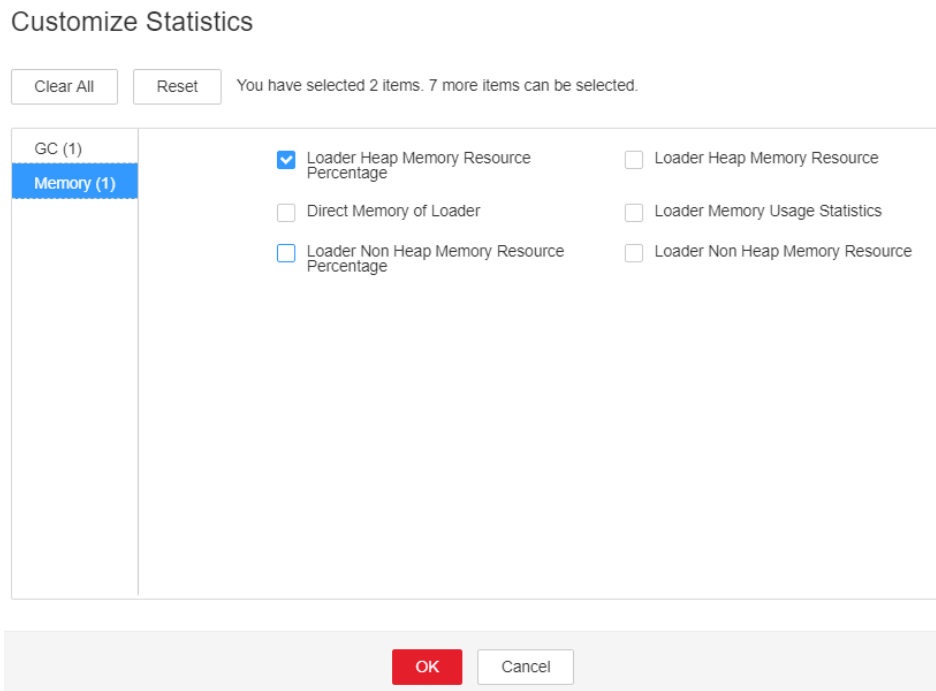 Customize Statistics
Clear All
Reset
You have selected 2 items. 7 more items can be selected.
GC (1)
Memory (1)
Loader Heap Memory Resource
Percentage
Loader Heap Memory Resource
Direct Memory of Loader
Loader Memory Usage Statistics
Loader Non Heap Memory Resource
Percentage
Loader Non Heap Memory Resource
OK
Cancel